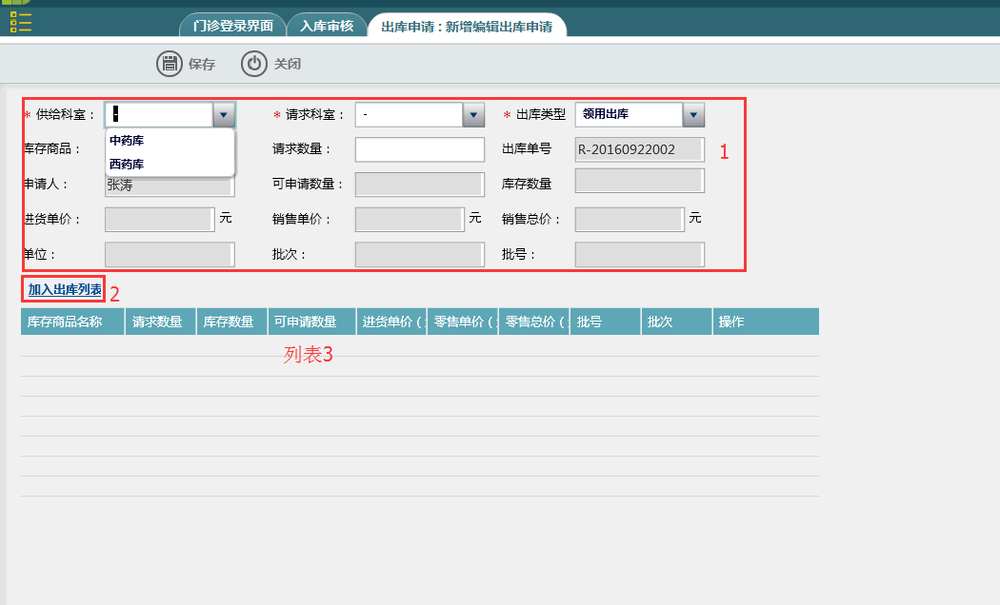 门诊登录界面 入库审核 出库申请：新增编辑出库申请
保存 关闭
* 供给科室： - * 请求科室： - * 出库类型 领用出库
中药库
西药库
库存商品： 请求数量： 出库单号 R-20160922002
1
申请人： 张涛 可申请数量： 库存数量
进货单价： 元 销售单价： 元 销售总价： 元
单位： 批次： 批号：
加入出库列表 2
库存商品名称 请求数量 库存数量 可申请数量 进货单价（ 零售单价（ 零售总价（ 批号 批次 操作
列表3